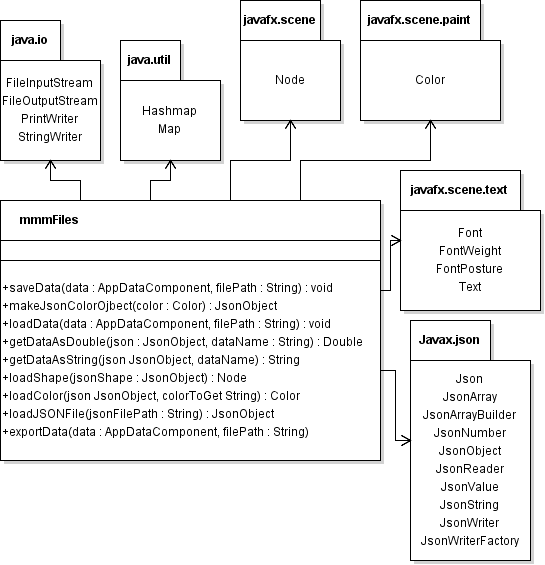 java.io
FileInputStream
FileOutputStream
PrintWriter
StringWriter
java.util
Hashmap
Map
javafx.scene
Node
javafx.scene.paint
Color
mmmFiles
+saveData(data : AppDataComponent, filePath : String) : void
+makeJsonColorOjbect(color : Color) : JsonObject
+loadData(data : AppDataComponent, filePath : String) : void
+getDataAsDouble(json : JsonObject, dataName : String) : Double
+getDataAsString(json JsonObject, dataName) : String
+loadShape(jsonShape : JsonObject) : Node
+loadColor(json JsonObject, colorToGet String) : Color
+loadJSONFile(jsonFilePath : String) : JsonObject
+exportData(data : AppDataComponent, filePath : String)
javafx.scene.text
Font
FontWeight
FontPosture
Text
Javax.json
Json
JsonArray
JsonArrayBuilder
JsonNumber
JsonObject
JsonReader
JsonValue
JsonString
JsonWriter
JsonWriterFactory